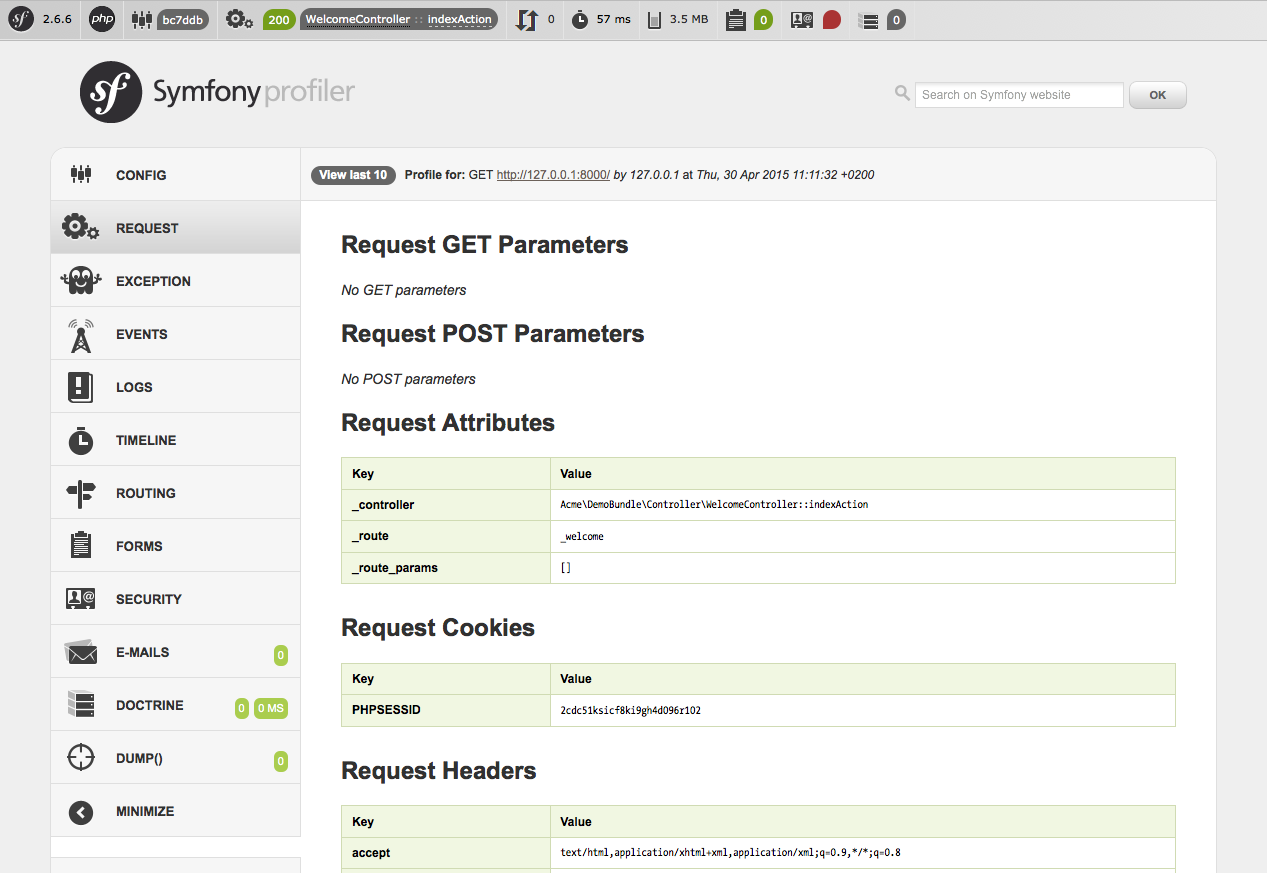 2.6.6 php bc7ddb 200 WelcomeController :: indexAction 0 57 ms 3.5 MB 0 0
sf Symfony profiler
Search on Symfony website OK
CONFIG
REQUEST
EXCEPTION
EVENTS
LOGS
TIMELINE
ROUTING
FORMS
SECURITY
E-MAILS 0
DOCTRINE 0 0 MS
DUMP() 0
MINIMIZE
View last 10 Profile for: GET http://127.0.0.1:8000/ by 127.0.0.1 at Thu, 30 Apr 2015 11:11:32 +0200
Request GET Parameters
No GET parameters
Request POST Parameters
No POST parameters
Request Attributes
Key Value
_controller Acme\DemoBundle\Controller\WelcomeController::indexAction
_route _welcome
_route_params []
Request Cookies
Key Value
PHPSESSID 2cdc51ksicf8ki9gh4d096r102
Request Headers
Key Value
accept text/html,application/xhtml+xml,application/xml;q=0.9,*/*;q=0.8